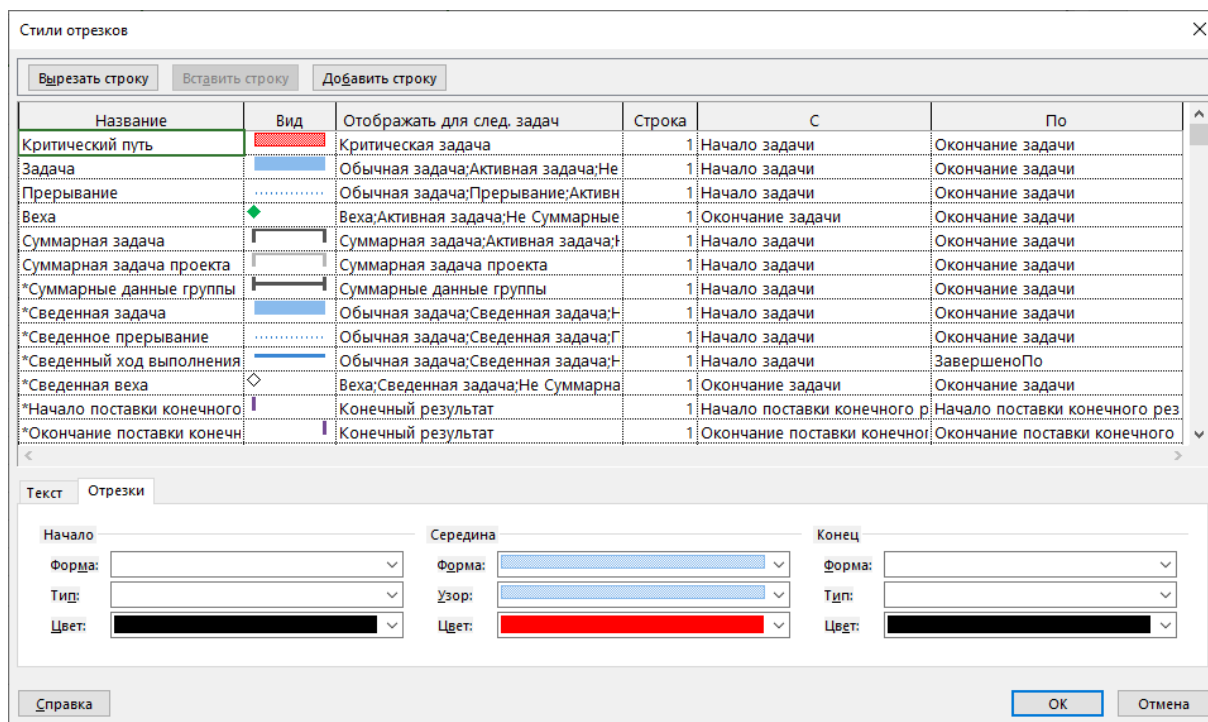 Стили отрезков
Вырезать строку Вставить строку Добавить строку
Название Вид Отображать для след. задач Строка С По
Критический путь Критическая задача 1 Начало задачи Окончание задачи
Задача Обычная задача;Активная задача;Не 1 Начало задачи Окончание задачи
Прерывание Обычная задача;Прерывание;Активн 1 Начало задачи Окончание задачи
Веха Веха;Активная задача;Не Суммарные 1 Окончание задачи Окончание задачи
Суммарная задача Суммарная задача;Активная задача; 1 Начало задачи Окончание задачи
Суммарная задача проекта Суммарная задача проекта 1 Начало задачи Окончание задачи
*Суммарные данные группы Суммарные данные группы 1 Начало задачи Окончание задачи
*Сведенная задача Обычная задача;Сведенная задача; 1 Начало задачи Окончание задачи
*Сведенное прерывание Обычная задача;Сведенная задача; 1 Начало задачи Окончание задачи
*Сведенный ход выполнения Обычная задача;Сведенная задача; 1 Начало задачи ЗавершеноПо
*Сведенная веха Веха;Сведенная задача;Не Суммарна 1 Окончание задачи Окончание задачи
*Начало поставки конечного Конечный результат 1 Начало поставки конечного р Начало поставки конечного рез
*Окончание поставки конечн Конечный результат 1 Окончание поставки конечног Окончание поставки конечного
Текст Отрезки
Начало Середина Конец
Форма: Форма: Форма:
Тип: Узор: Тип:
Цвет: Цвет: Цвет:
Справка ОК Отмена